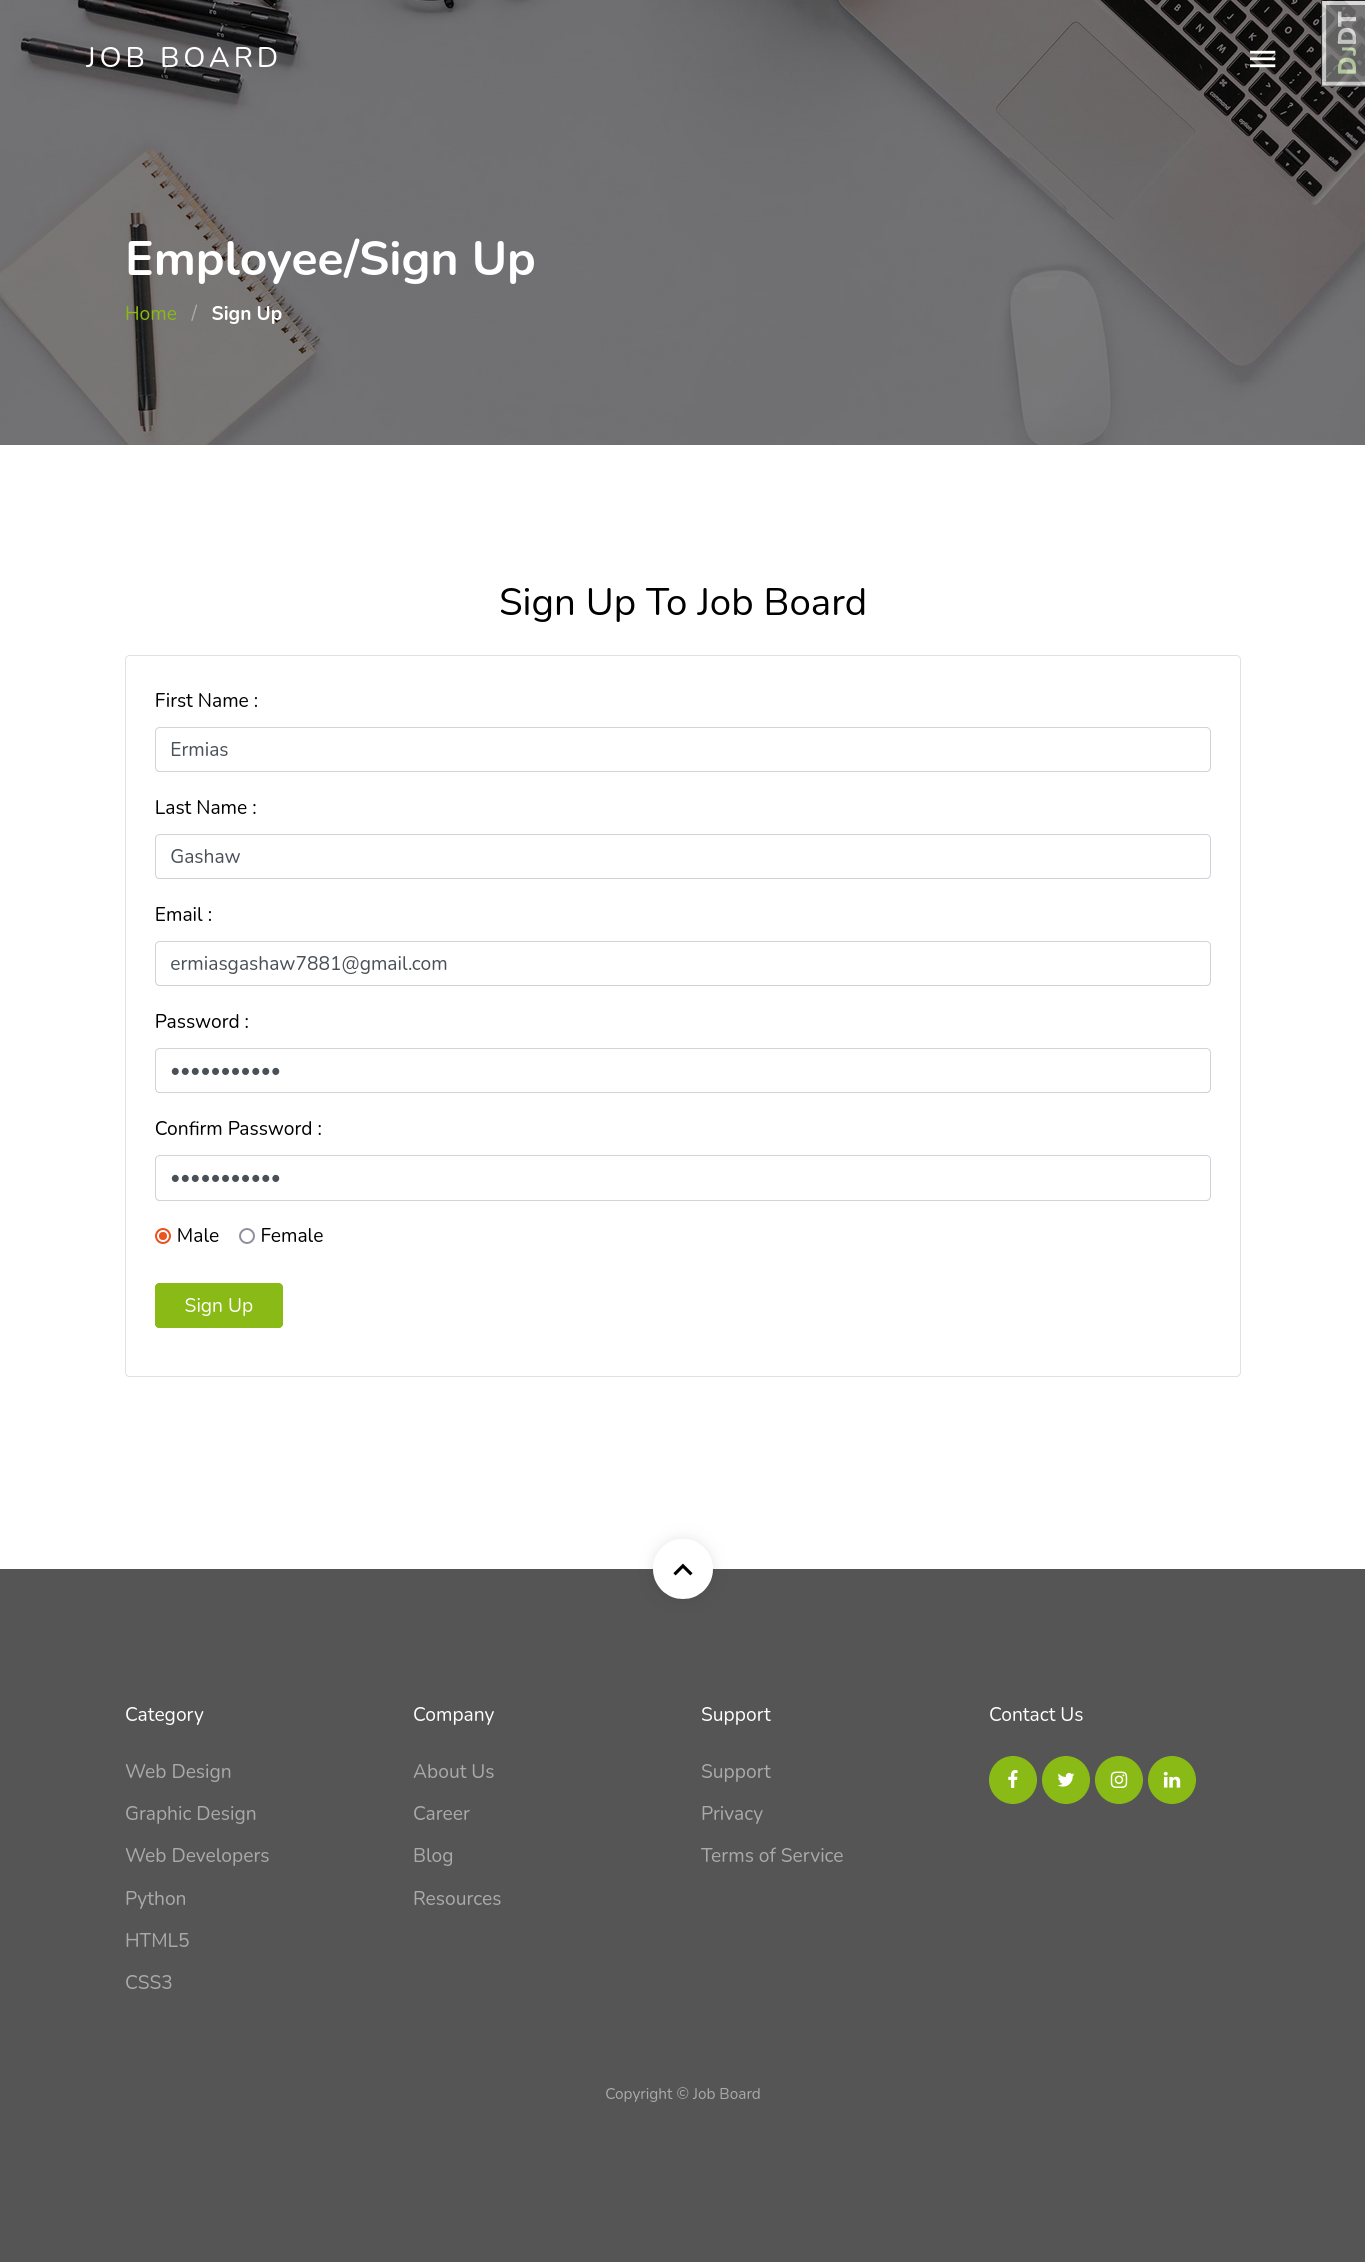 JOB BOARD
DJDT
Employee/Sign Up
Home / Sign Up
Sign Up To Job Board
First Name :
Ermias
Last Name :
Gashaw
Email :
ermiasgashaw7881@gmail.com
Password :
•••••••••••
Confirm Password :
•••••••••••
Male Female
Sign Up
Category
Web Design
Graphic Design
Web Developers
Python
HTML5
CSS3
Company
About Us
Career
Blog
Resources
Support
Support
Privacy
Terms of Service
Contact Us
Copyright © Job Board